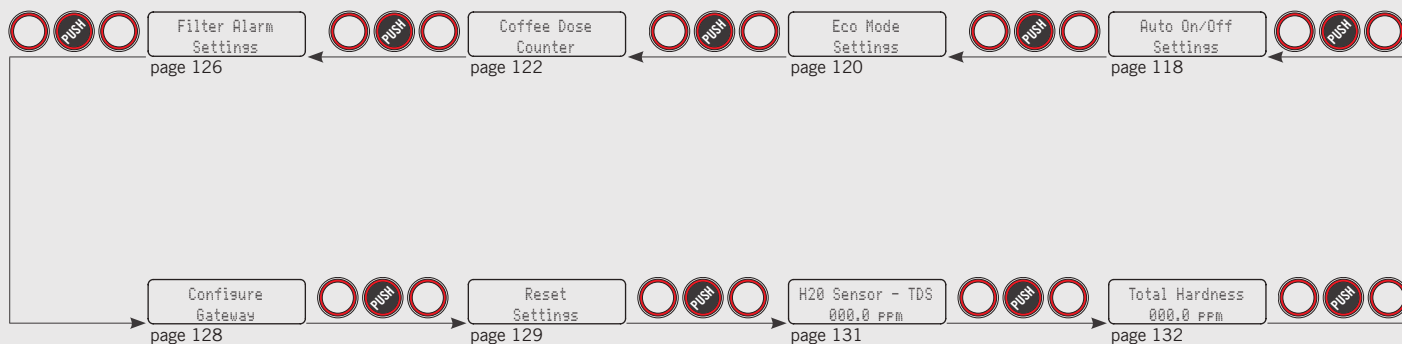 PUSH
Filter Alarm
Settings
page 126
PUSH
Coffee Dose
Counter
page 122
PUSH
Eco Mode
Settings
page 120
PUSH
Auto On/Off
Settings
page 118
PUSH
Configure
Gateway
page 128
PUSH
Reset
Settings
page 129
PUSH
H20 Sensor - TDS
000.0 ppm
page 131
PUSH
Total Hardness
000.0 ppm
page 132
PUSH